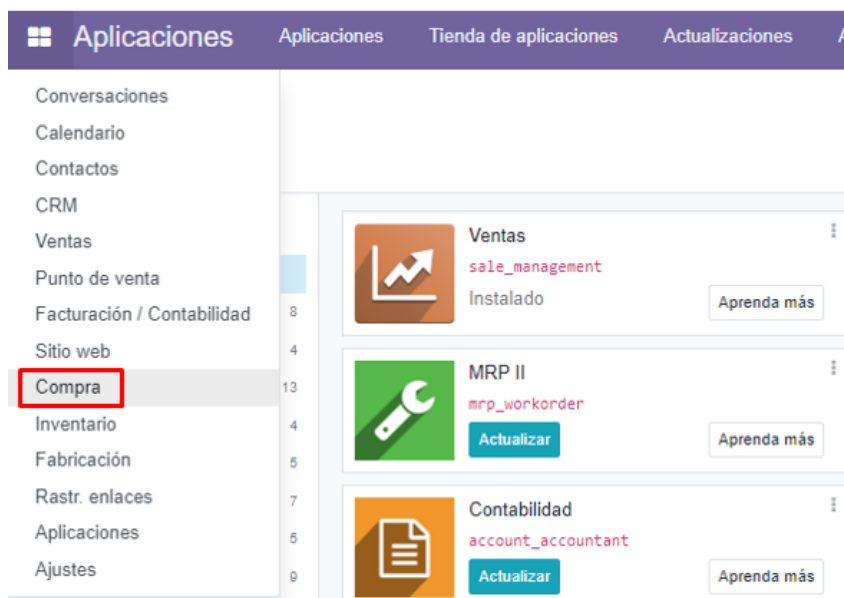 Aplicaciones
Aplicaciones
Tienda de aplicaciones
Actualizaciones
Conversaciones
Calendario
Contactos
CRM
Ventas
Punto de venta
Facturación / Contabilidad
Sitio web
Compra
Inventario
Fabricación
Rastr. enlaces
Aplicaciones
Ajustes
8
4
13
4
5
7
5
9
Ventas
sale_management
Instalado
Aprenda más
MRP II
mrp_workorder
Actualizar
Aprenda más
Contabilidad
account_accountant
Actualizar
Aprenda más